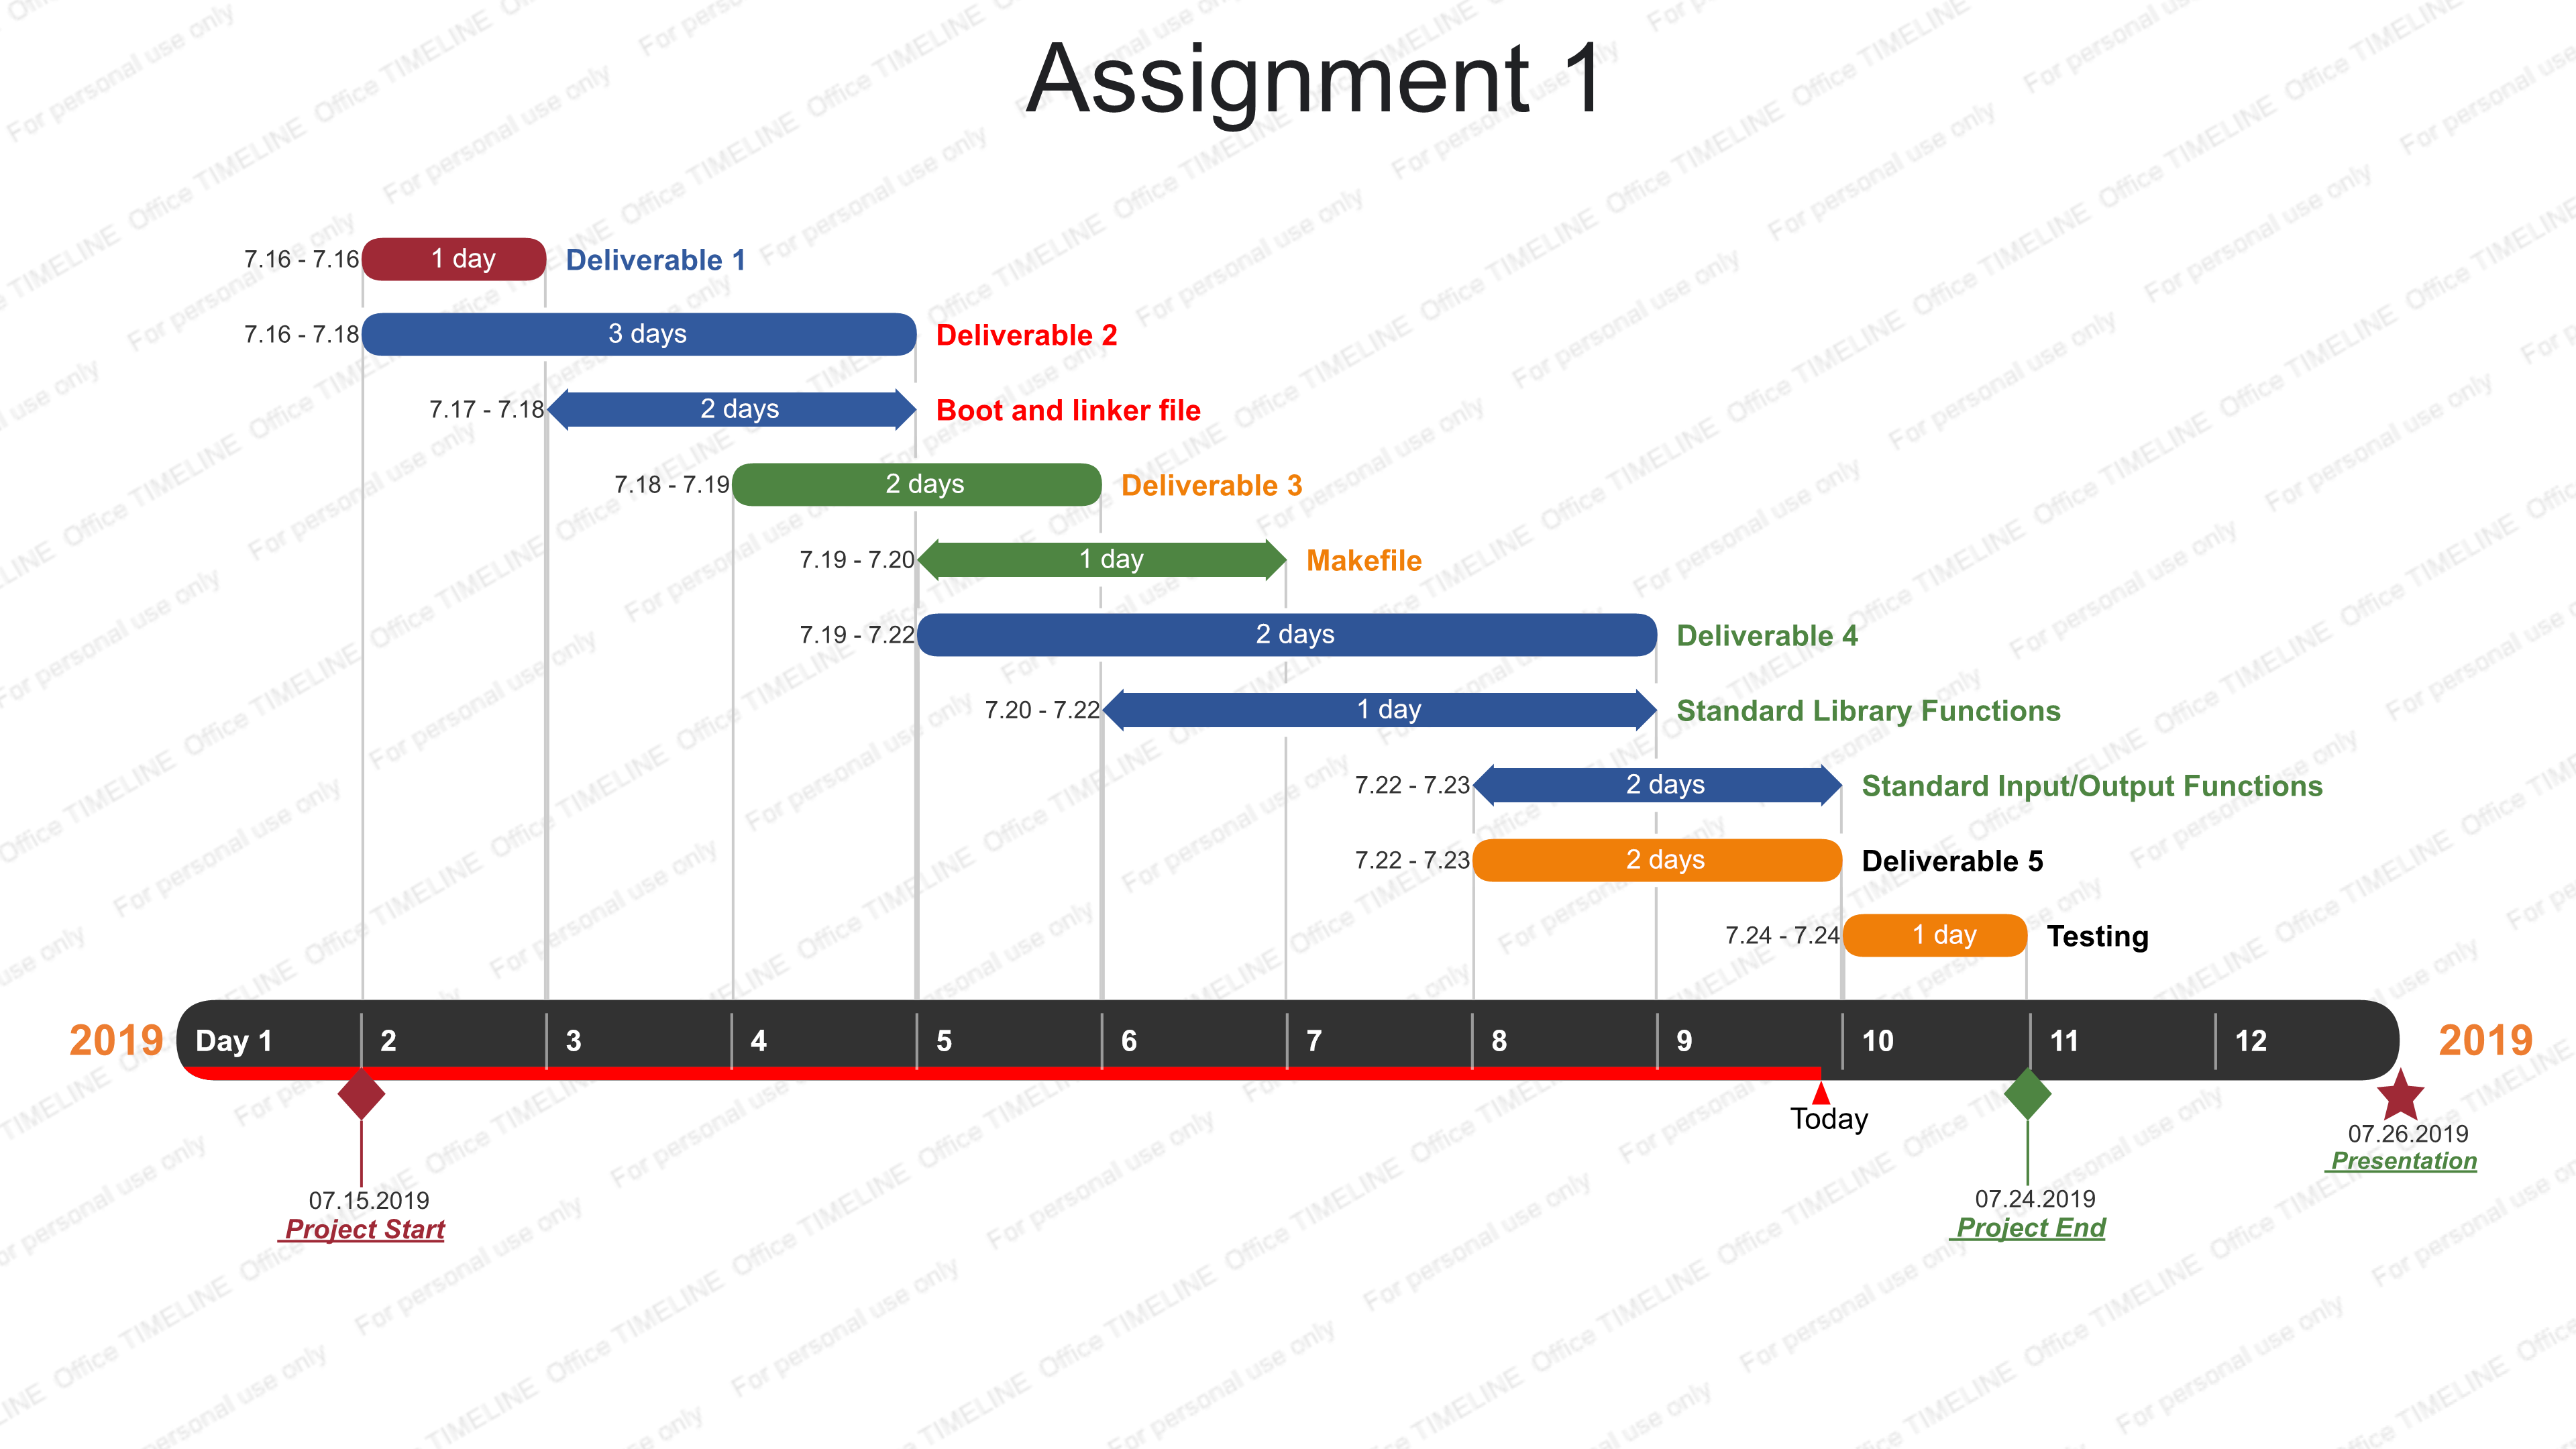 Assignment 1
7.16 - 7.16 1 day Deliverable 1
7.16 - 7.18 3 days Deliverable 2
7.17 - 7.18 2 days Boot and linker file
7.18 - 7.19 2 days Deliverable 3
7.19 - 7.20 1 day Makefile
7.19 - 7.22 2 days Deliverable 4
7.20 - 7.22 1 day Standard Library Functions
7.22 - 7.23 2 days Standard Input/Output Functions
7.22 - 7.23 2 days Deliverable 5
7.24 - 7.24 1 day Testing
2019 Day 1 2 3 4 5 6 7 8 9 10 11 12 2019
Today
07.26.2019
Presentation
07.15.2019
Project Start
07.24.2019
Project End
Office TIMELINE For personal use only